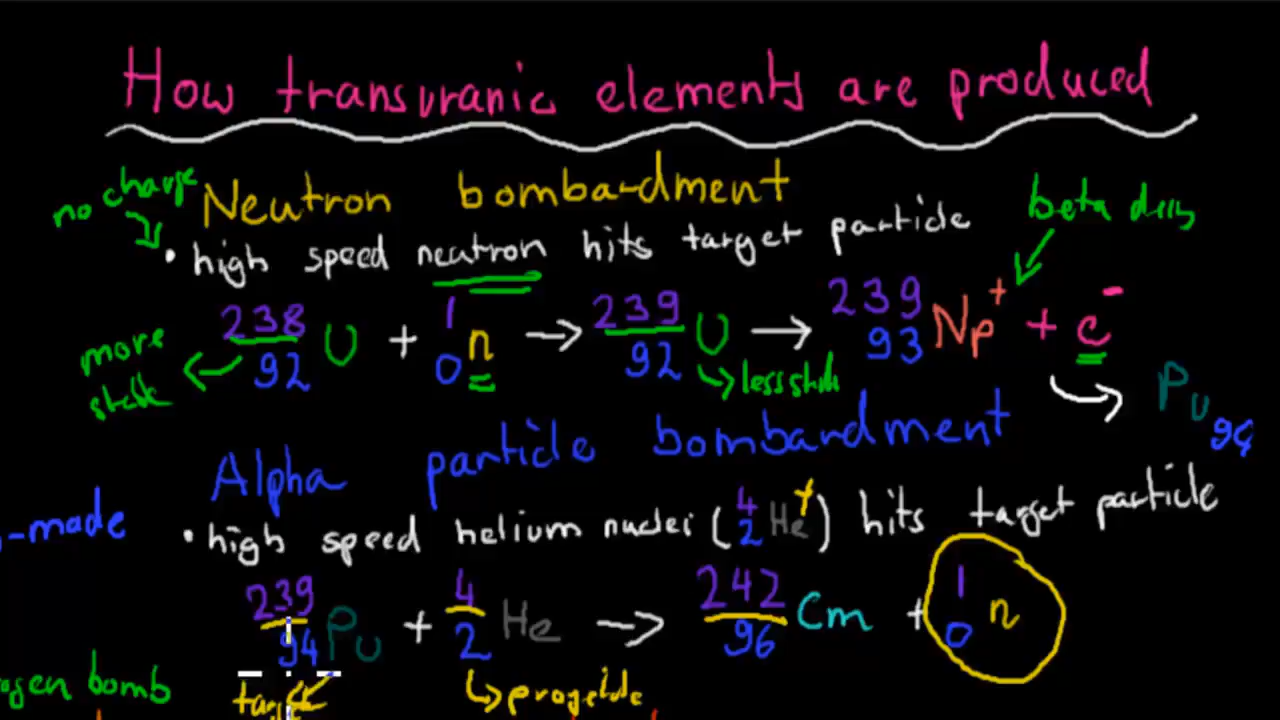 How transuranic elements are produced
no charge
Neutron bombardment
beta decay
• high speed neutron hits target particle
238 92 U + 1 0 n → 239 92 U → 239 93 Np+ + e-
more stable
less stable
Pu 94
Alpha particle bombardment
-made
• high speed helium nuclei (4 2 He+) hits target particle
239 94 Pu + 4 2 He → 242 96 Cm + 1 0 n
ogen bomb
target